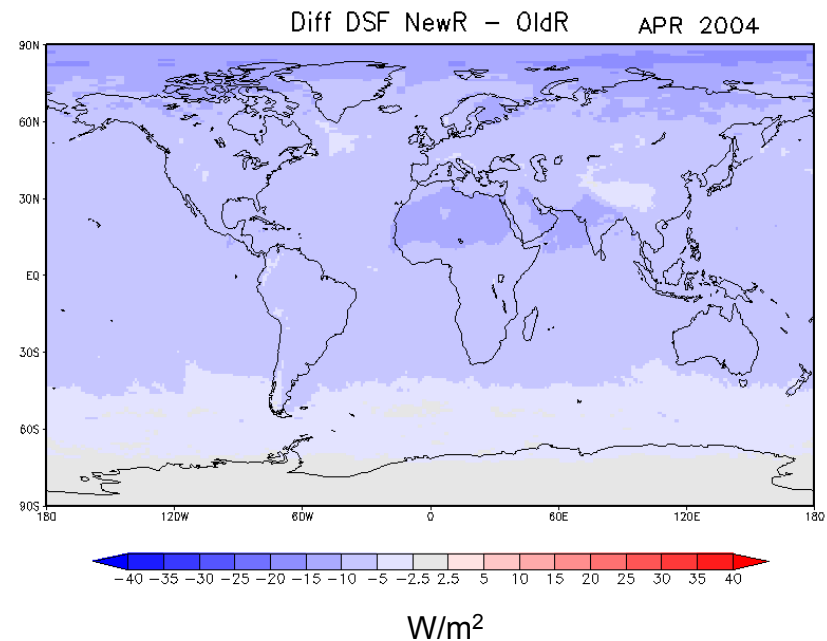 Diff DSF NewR – OldR APR 2004
90N
60N
30N
EQ
30S
60S
90S
180 120W 60W 0 60E 120E 180
−40 −35 −30 −25 −20 −15 −10 −5 −2.5 2.5 5 10 15 20 25 30 35 40
W/m²